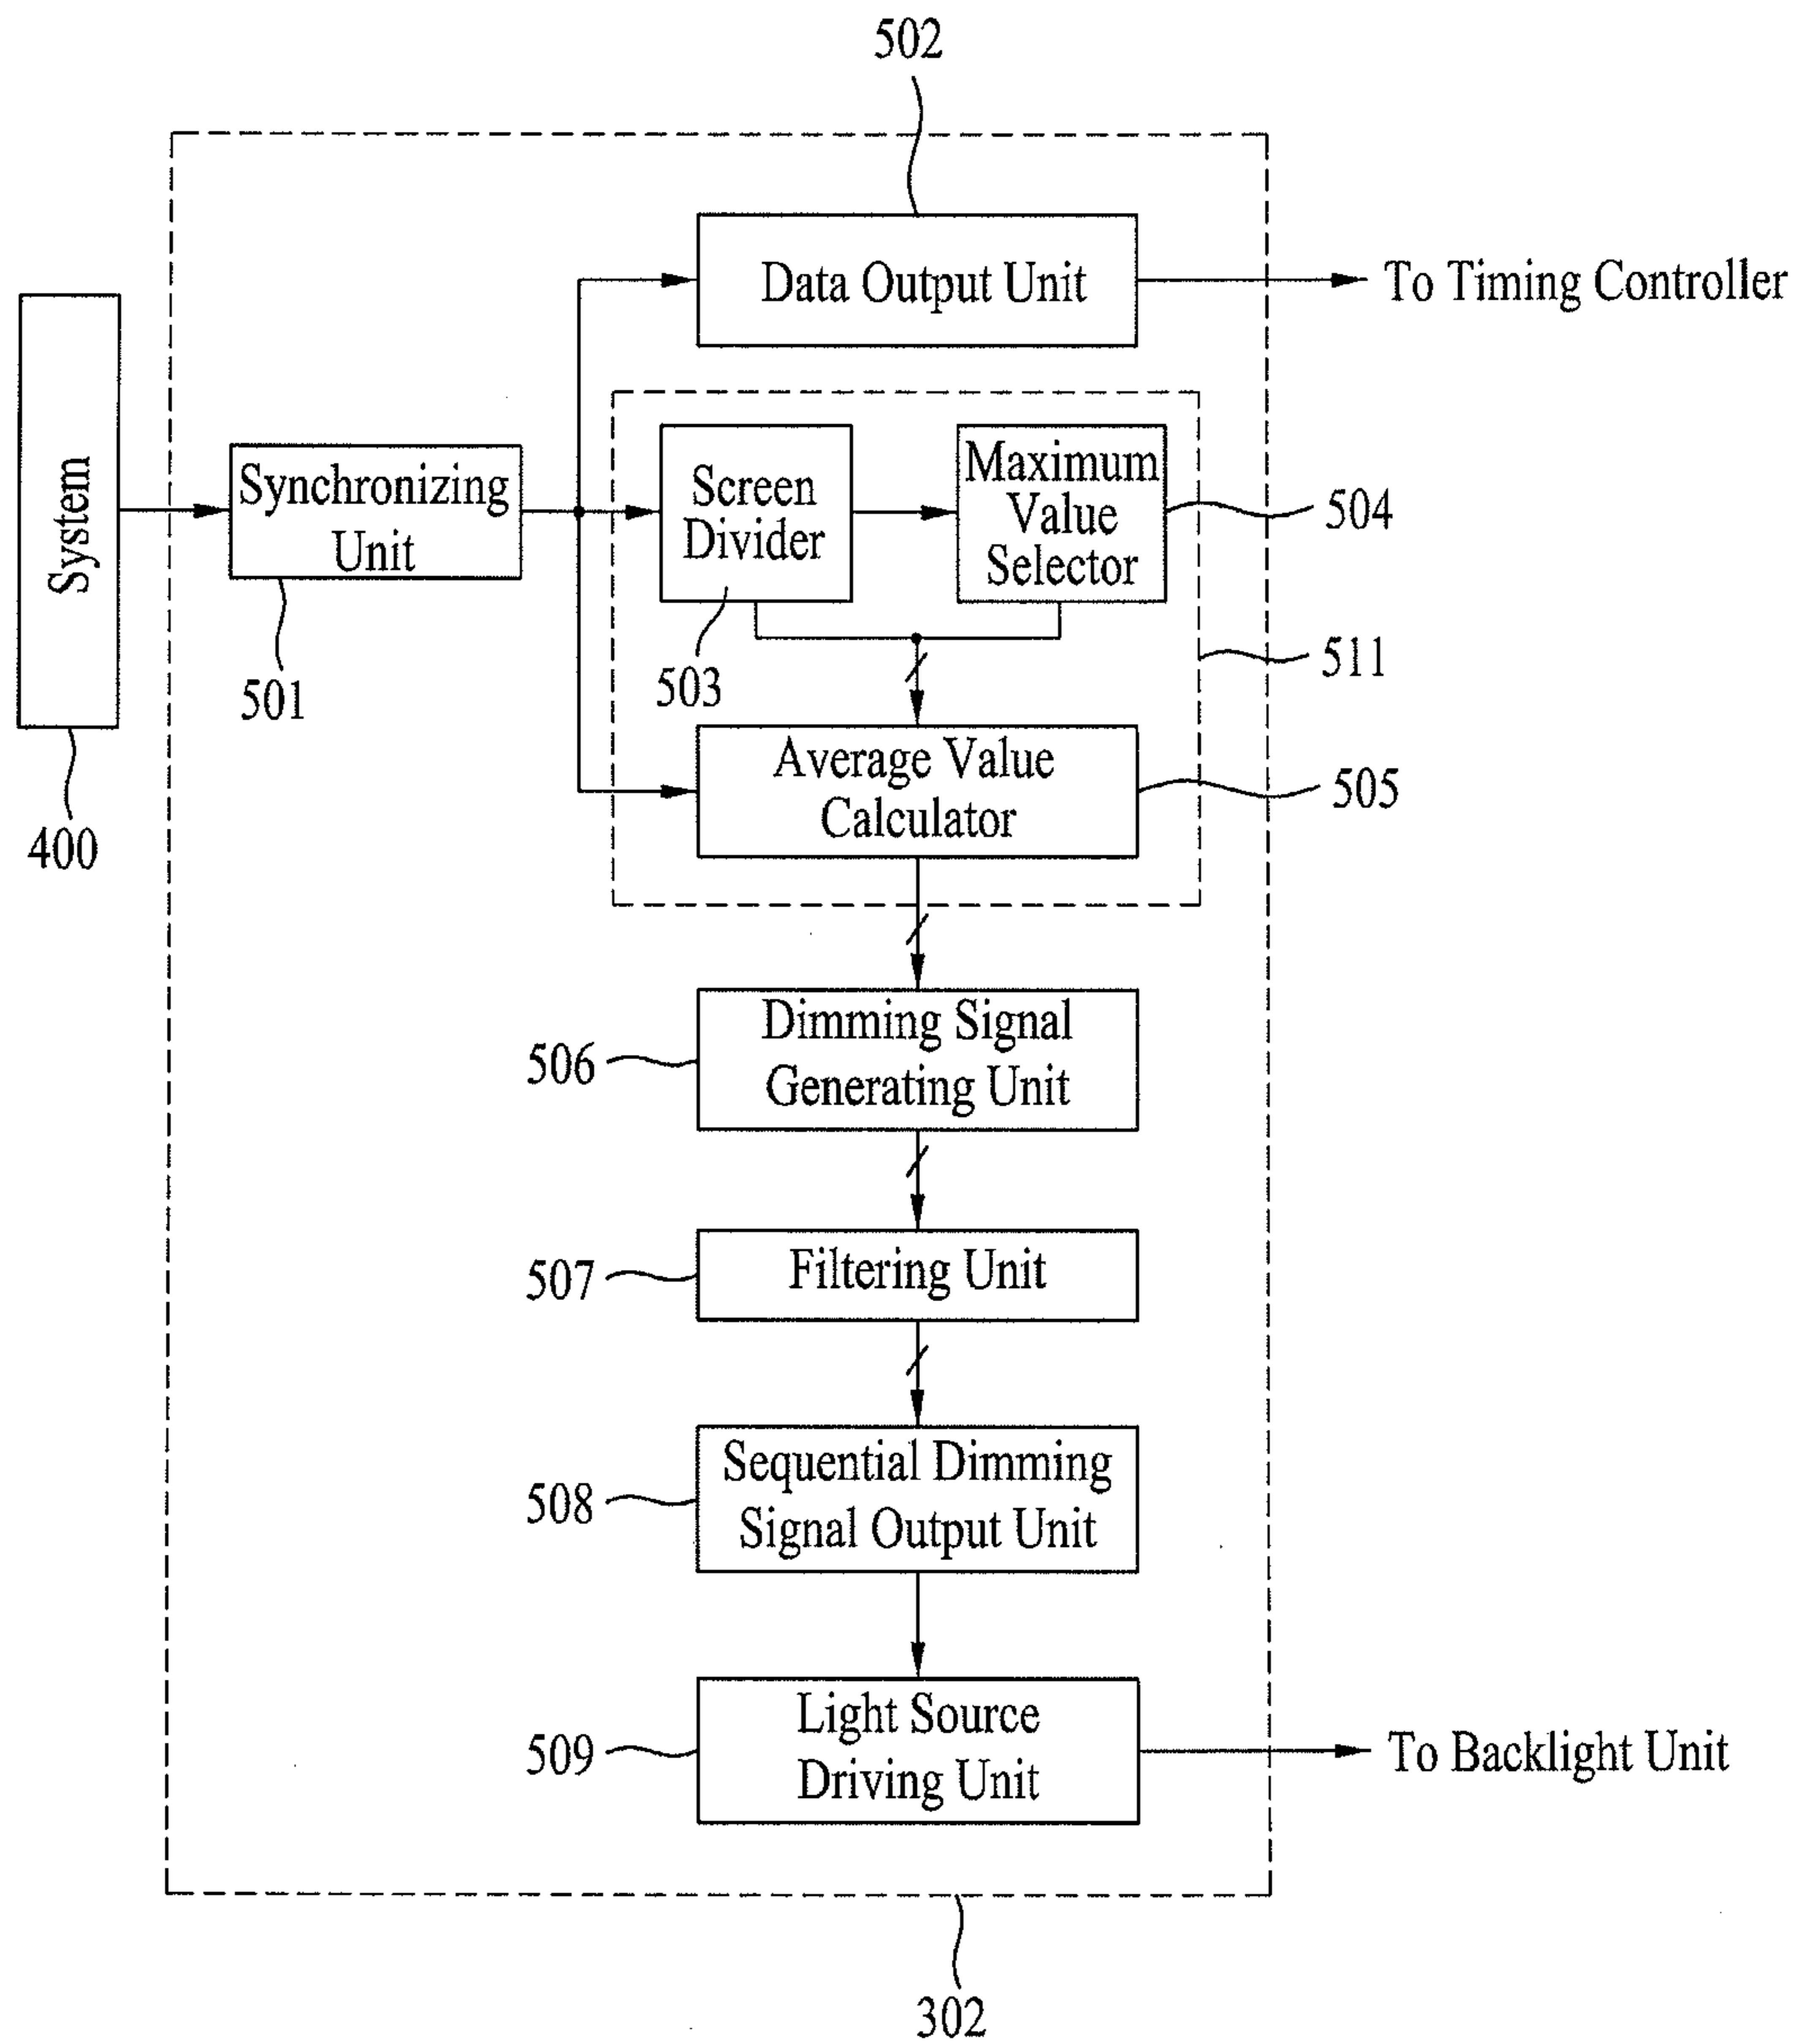 502
Data Output Unit
To Timing Controller
System
400
Synchronizing
Unit
501
Screen
Divider
503
Maximum
Value
Selector
504
511
Average Value
Calculator
505
Dimming Signal
Generating Unit
506
Filtering Unit
507
Sequential Dimming
Signal Output Unit
508
Light Source
Driving Unit
509
To Backlight Unit
302